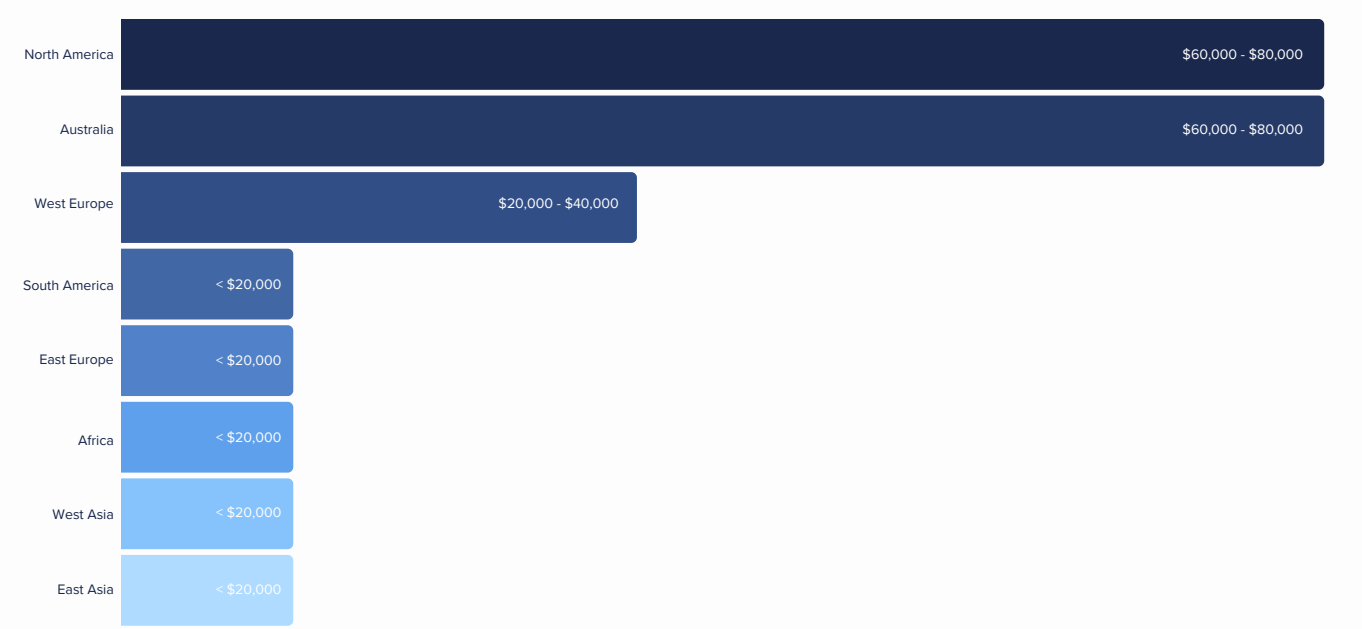 North America $60,000 - $80,000
Australia $60,000 - $80,000
West Europe $20,000 - $40,000
South America < $20,000
East Europe < $20,000
Africa < $20,000
West Asia < $20,000
East Asia < $20,000